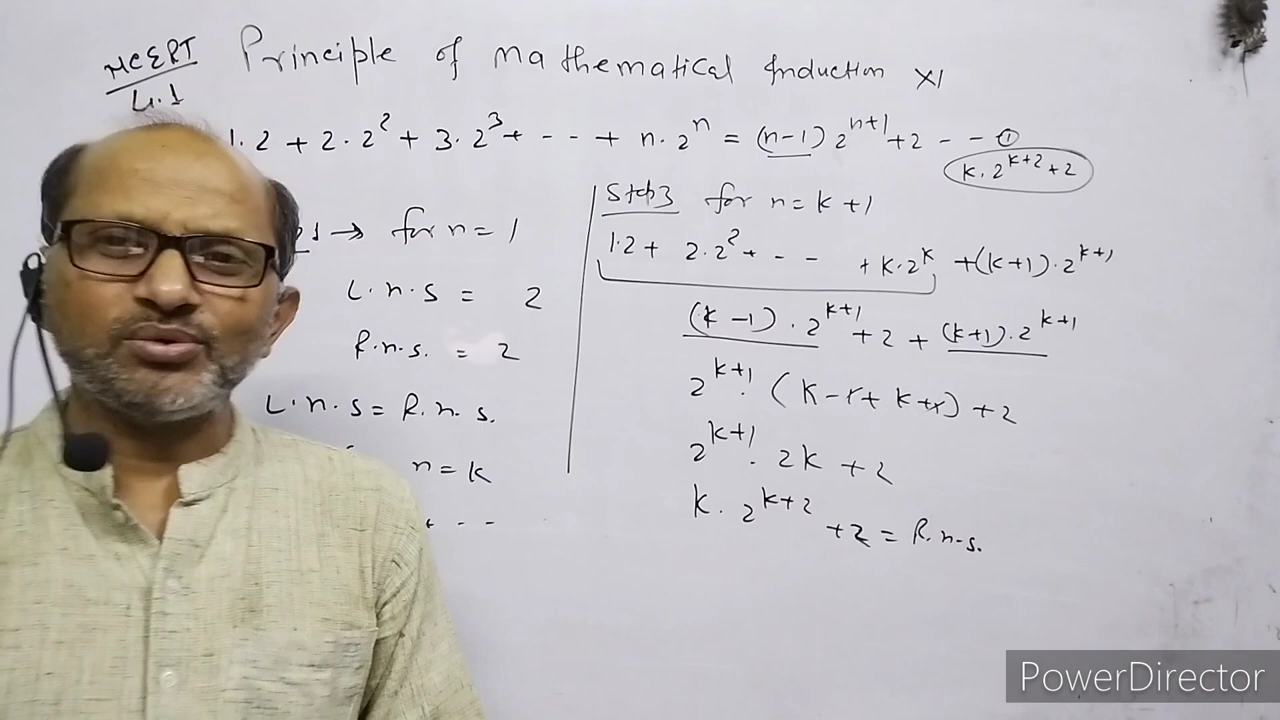 NCERT
4.1
Principle of Mathematical Induction XI
1.2 + 2.2² + 3.2³ + - - - + n.2ⁿ = (n-1) 2ⁿ⁺¹ + 2 - - ①
k.2ᵏ⁺² + 2
1 → for n = 1
L.H.S = 2
R.H.S. = 2
L.H.S = R.H.S.
n = k
+ - -
Step3 for n = k+1
1.2 + 2.2² + - - - + k.2ᵏ + (k+1).2ᵏ⁺¹
(k-1).2ᵏ⁺¹ + 2 + (k+1).2ᵏ⁺¹
2ᵏ⁺¹. (k-1+k+1) + 2
2ᵏ⁺¹. 2k + 2
k. 2ᵏ⁺² + 2 = R.H.S.
PowerDirector